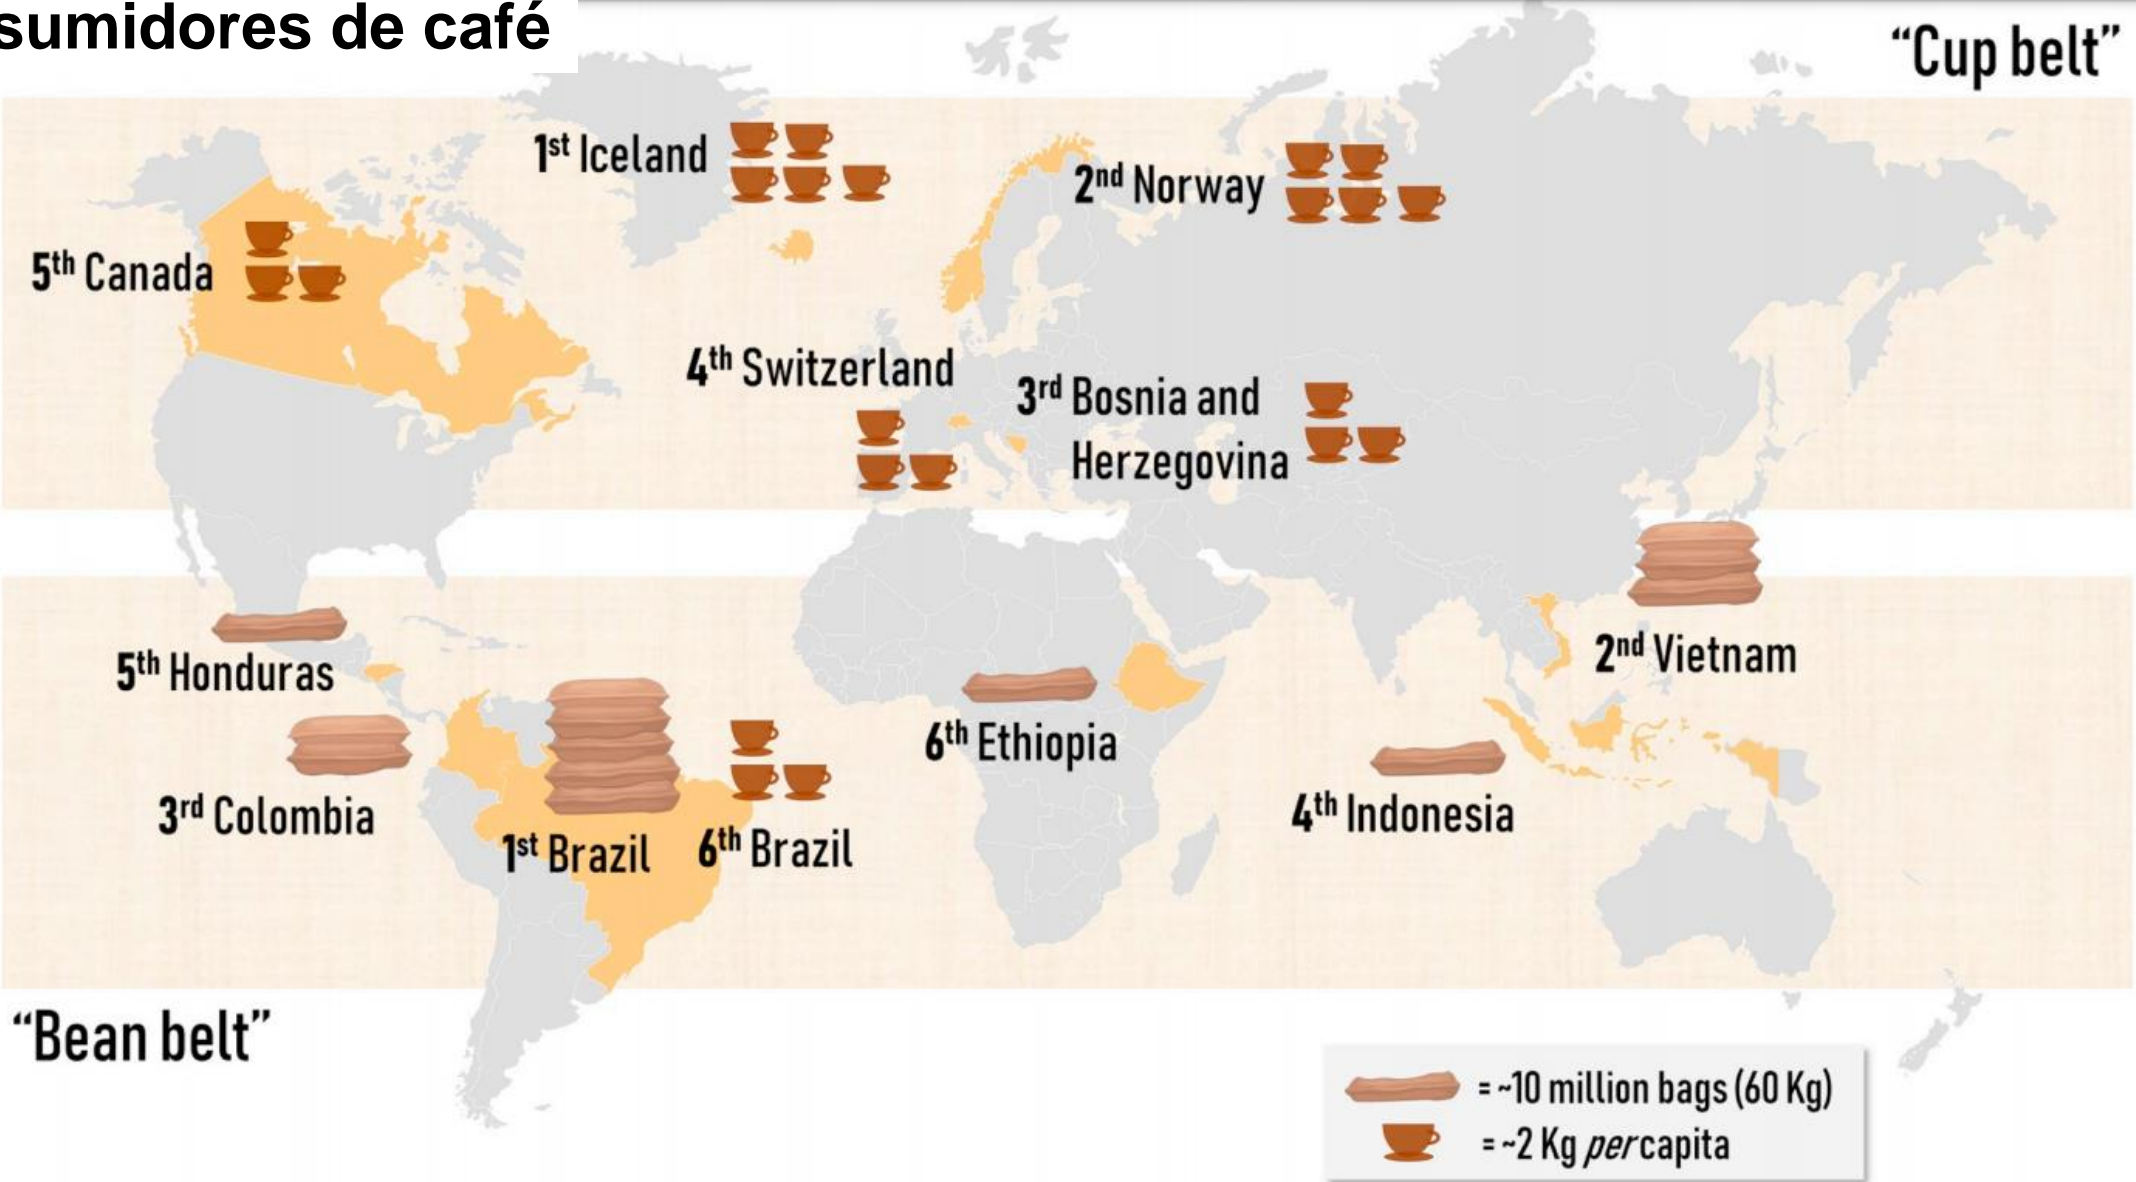 sumidores de café
“Cup belt”
1st Iceland
2nd Norway
5th Canada
4th Switzerland
3rd Bosnia and
Herzegovina
5th Honduras
2nd Vietnam
3rd Colombia
1st Brazil
6th Brazil
6th Ethiopia
4th Indonesia
“Bean belt”
= ~10 million bags (60 Kg)
= ~2 Kg per capita